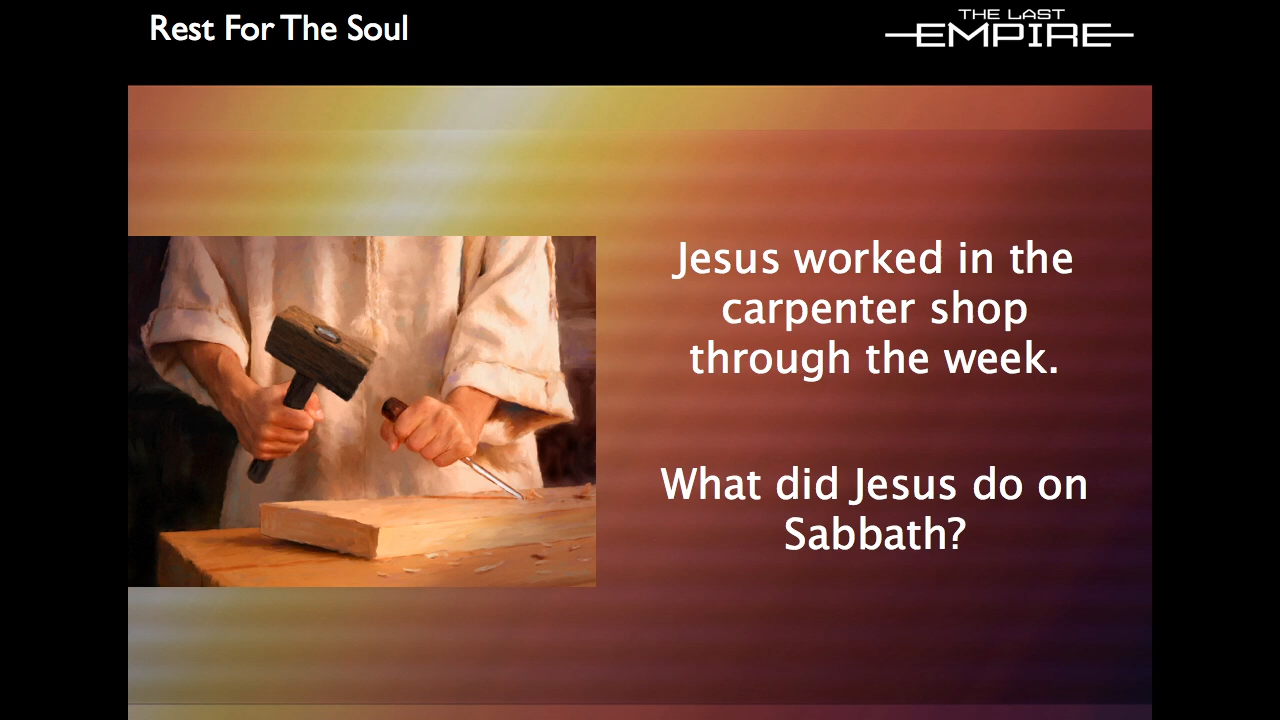 Rest For The Soul
THE LAST
EMPIRE
Jesus worked in the
carpenter shop
through the week.
What did Jesus do on
Sabbath?